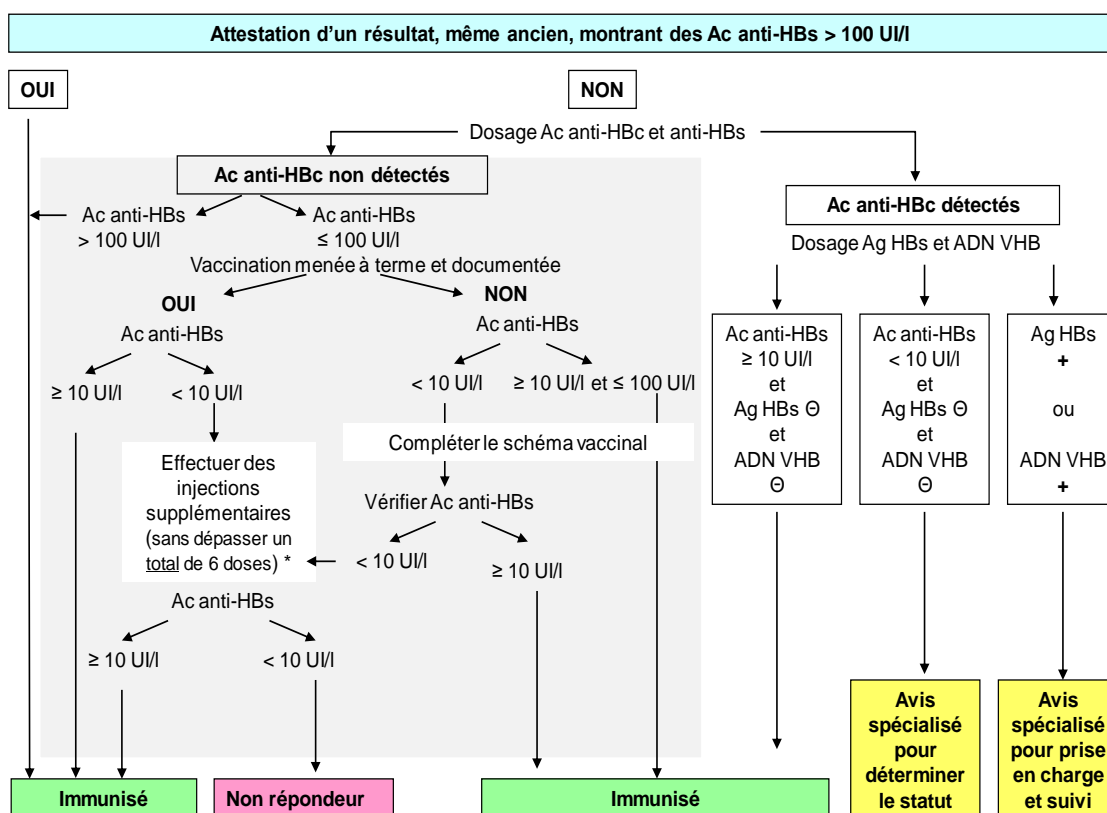 Attestation d'un résultat, même ancien, montrant des Ac anti-HBs > 100 UI/l
OUI
NON
Dosage Ac anti-HBc et anti-HBs
Ac anti-HBc non détectés
Ac anti-HBs
> 100 UI/l
Ac anti-HBs
≤ 100 UI/l
Vaccination menée à terme et documentée
OUI
Ac anti-HBs
≥ 10 UI/l
< 10 UI/l
NON
Ac anti-HBs
< 10 UI/l
≥ 10 UI/l et ≤ 100 UI/l
Effectuer des
injections
supplémentaires
(sans dépasser un
total de 6 doses) *
Compléter le schéma vaccinal
Vérifier Ac anti-HBs
< 10 UI/l
≥ 10 UI/l
Ac anti-HBs
≥ 10 UI/l
< 10 UI/l
Ac anti-HBc détectés
Dosage Ag HBs et ADN VHB
Ac anti-HBs
≥ 10 UI/l
et
Ag HBs Θ
et
ADN VHB
Θ
Ac anti-HBs
< 10 UI/l
et
Ag HBs Θ
et
ADN VHB
Θ
Ag HBs
+
ou
ADN VHB
+
Immunisé
Non répondeur
Immunisé
Avis
spécialisé
pour
déterminer
le statut
Avis
spécialisé
pour prise
en charge
et suivi